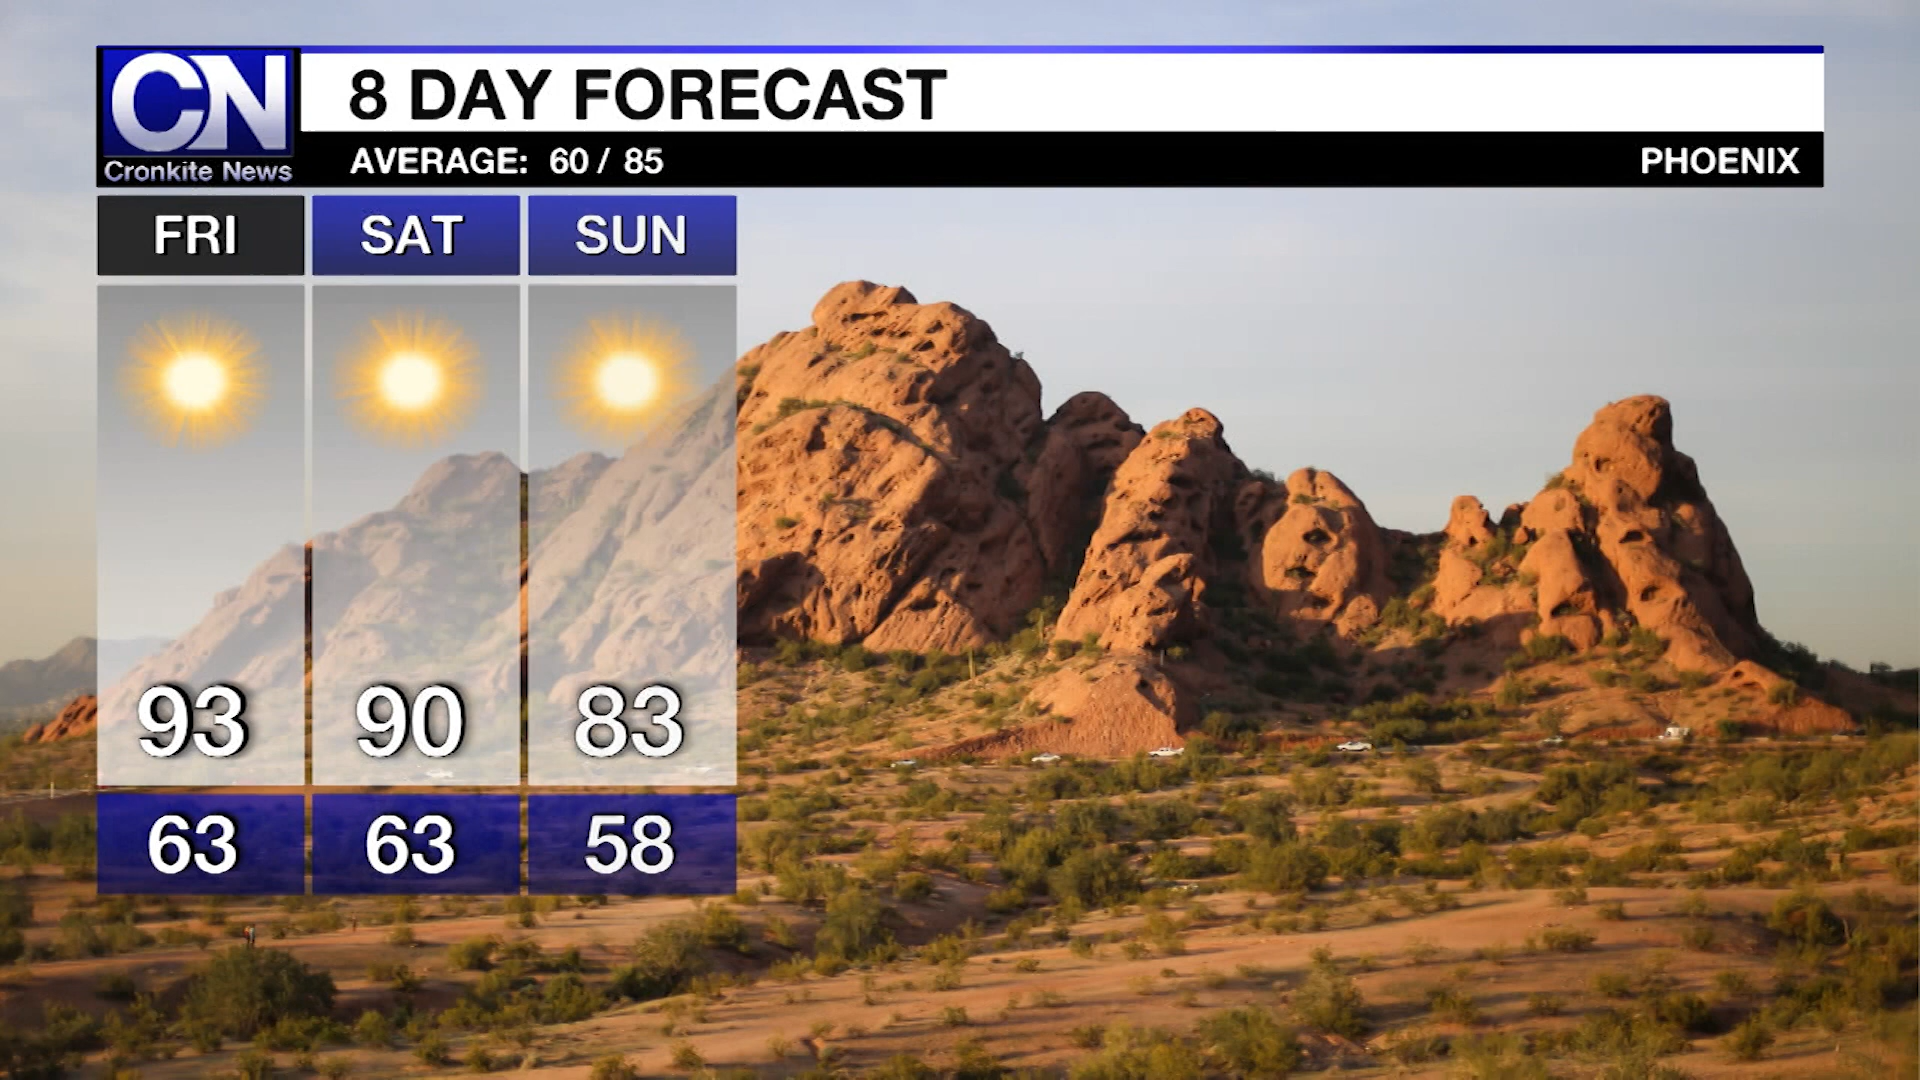 CN
Cronkite News
8 DAY FORECAST
AVERAGE: 60 / 85
PHOENIX
FRI SAT SUN
93 90 83
63 63 58